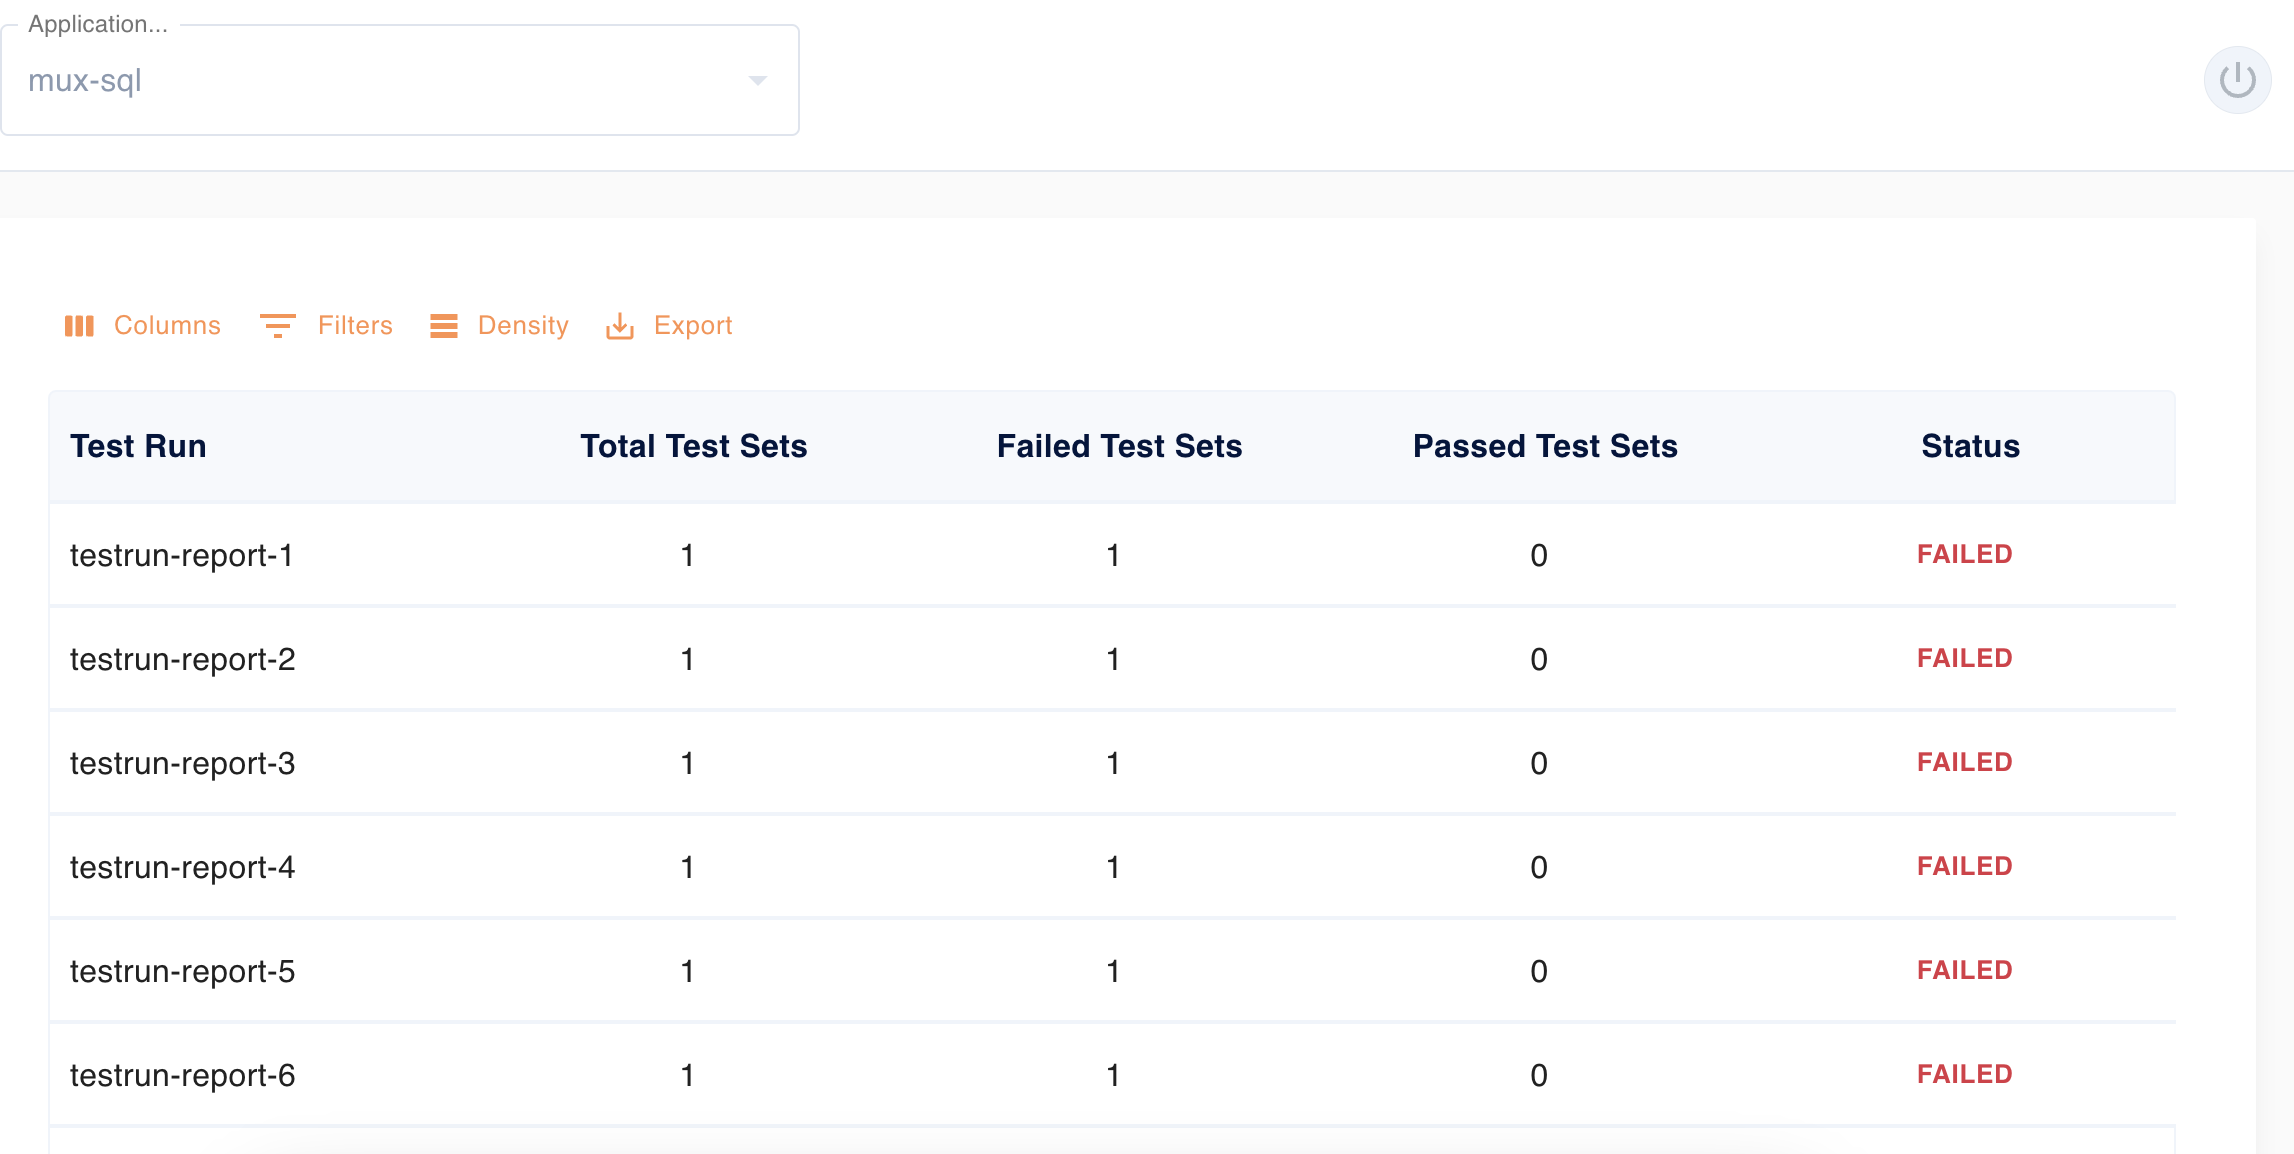 Application...
mux-sql
Columns Filters Density Export
Test Run Total Test Sets Failed Test Sets Passed Test Sets Status
testrun-report-1 1 1 0 FAILED
testrun-report-2 1 1 0 FAILED
testrun-report-3 1 1 0 FAILED
testrun-report-4 1 1 0 FAILED
testrun-report-5 1 1 0 FAILED
testrun-report-6 1 1 0 FAILED